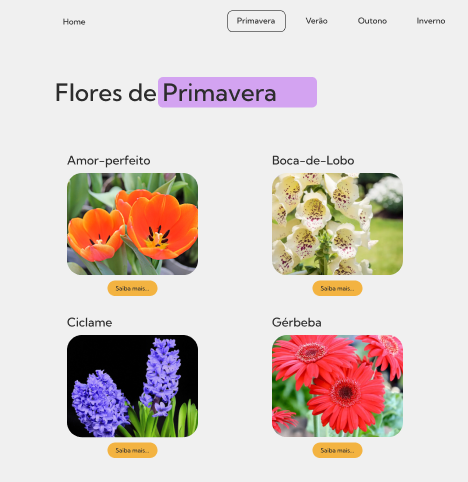 Home
Primavera
Verão
Outono
Inverno
Flores de Primavera
Amor-perfeito
Boca-de-Lobo
Saiba mais...
Saiba mais...
Ciclame
Gérbeba
Saiba mais...
Saiba mais...